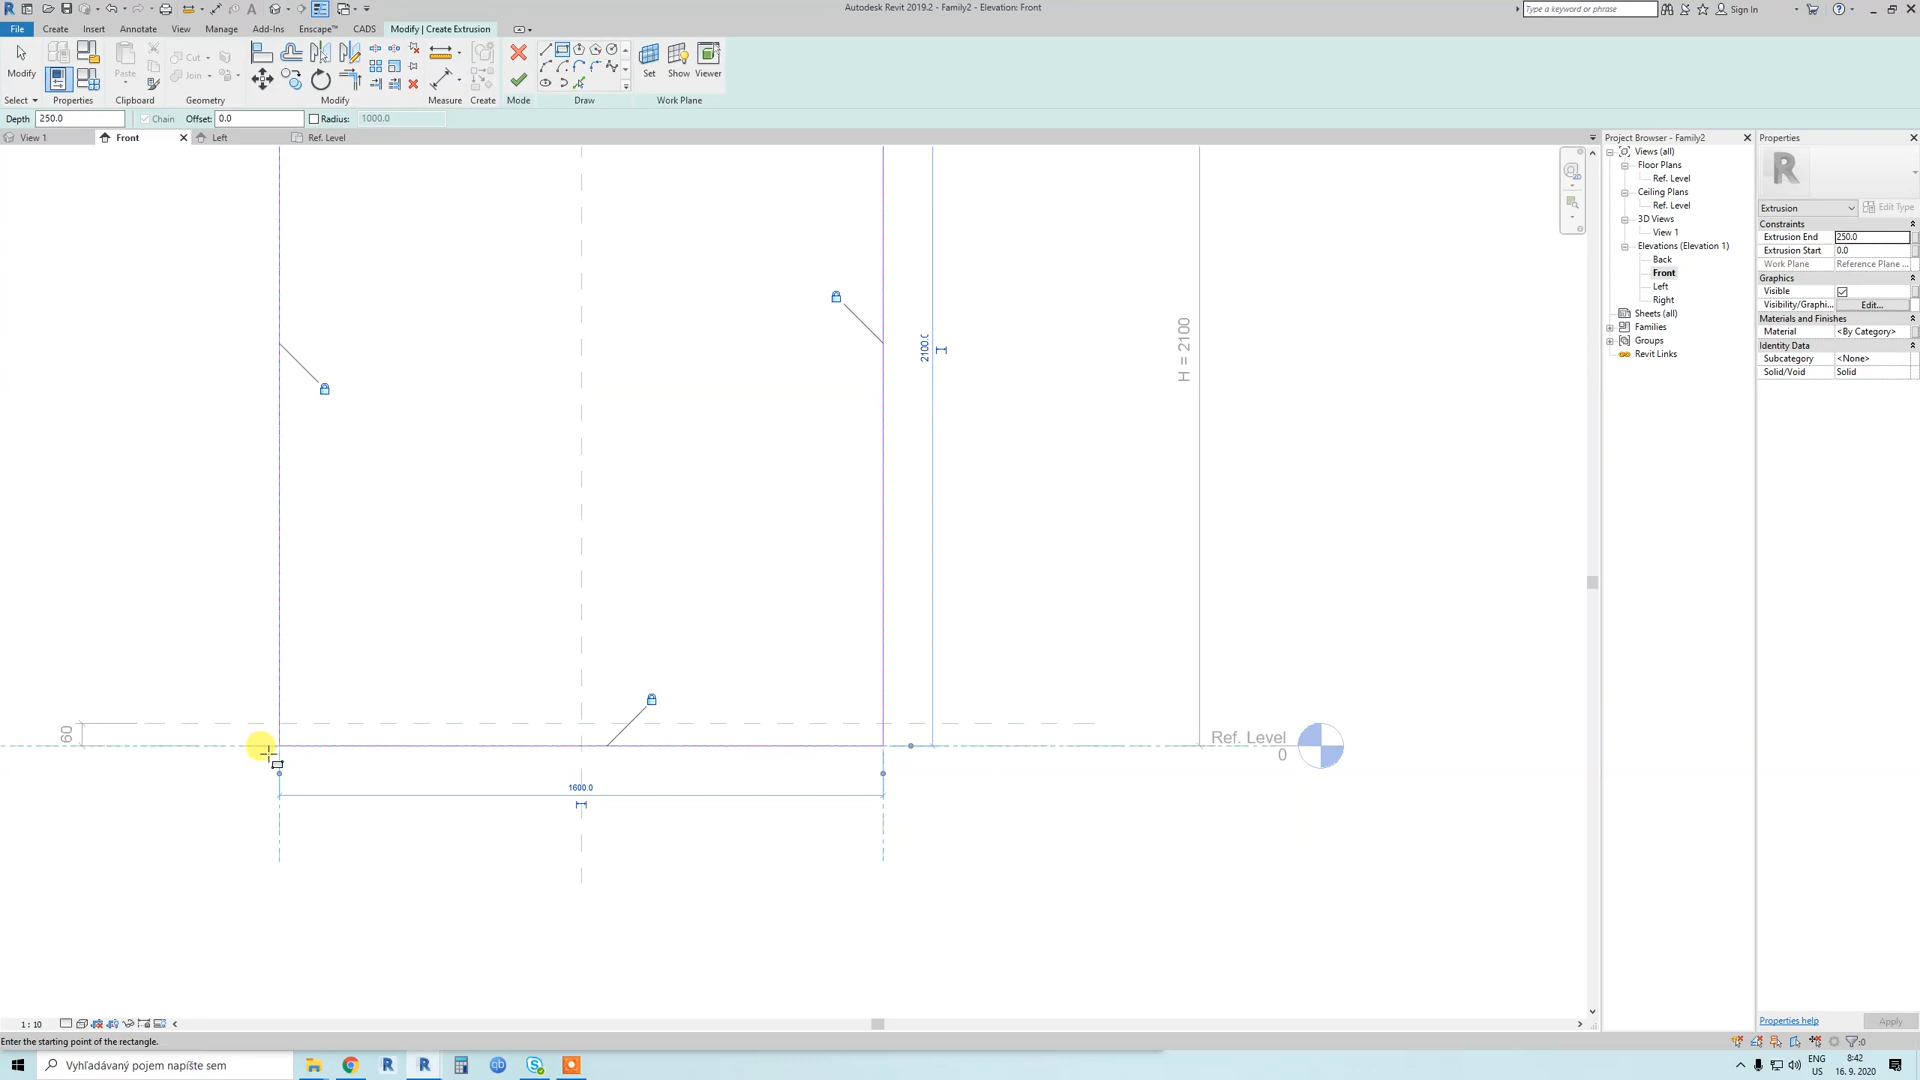 Autodesk Revit 2019.2 - Family2 - Elevation: Front
Type a keyword or phrase
Sign In
File
Create
Insert
Annotate
View
Manage
Add-Ins
Enscape™
CADS
Modify | Create Extrusion
Modify
Paste
Cut
Join
Set
Show
Viewer
Select
Properties
Clipboard
Geometry
Modify
Measure
Create
Mode
Draw
Work Plane
Depth
250.0
Chain
Offset:
0.0
Radius:
1000.0
View 1
Front
Left
Ref. Level
Project Browser - Family2
Views (all)
Floor Plans
Ref. Level
Ceiling Plans
Ref. Level
3D Views
View 1
Elevations (Elevation 1)
Back
Front
Left
Right
Sheets (all)
Families
Groups
Revit Links
Properties
R
Extrusion
Edit Type
Constraints
Extrusion End
250.0
Extrusion Start
0.0
Work Plane
Reference Plane ...
Graphics
Visible
Visibility/Graphi...
Edit...
Materials and Finishes
Material
<By Category>
Identity Data
Subcategory
<None>
Solid/Void
Solid
2100.0
H = 2100
60
Ref. Level
0
1600.0
1 : 10
Properties help
Apply
Enter the starting point of the rectangle.
:0
Vyhľadávaný pojem napíšte sem
ENG
US
8:42
16. 9. 2020